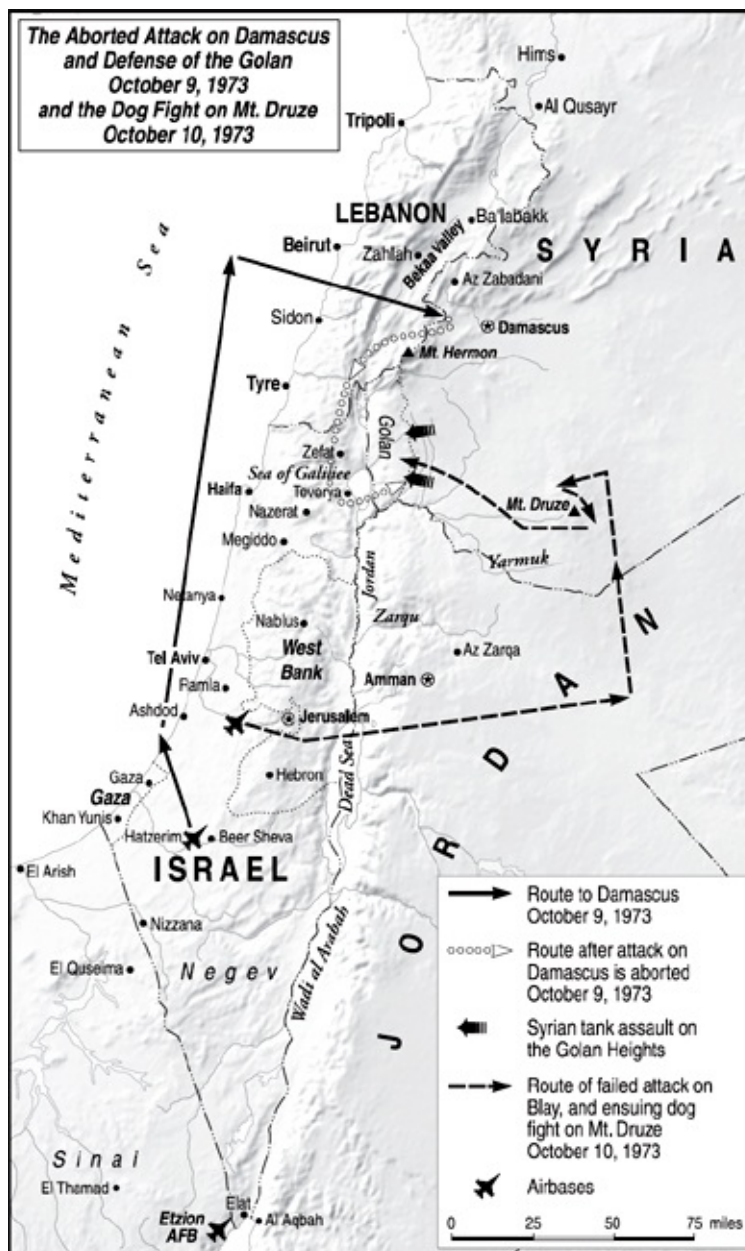 The Aborted Attack on Damascus
and Defense of the Golan
October 9, 1973
and the Dog Fight on Mt. Druze
October 10, 1973
Hims
Al Qusayr
Tripoli
LEBANON
Ba'labakk
Beirut
Zahlah
Bekaa Valley
SYRIA
Az Zabadani
Mediterranean Sea
Sidon
Damascus
Mt. Hermon
Tyre
Golan
Zefat
Sea of Galiliee
Haifa
Teverya
Mt. Druze
Nazerat
Megiddo
Yarmuk
Jordan
Netanya
Nablus
Zarqu
West
Bank
Tel Aviv
Az Zarqa
Ramla
Amman
Ashdod
Jerusalem
JORDAN
Dead Sea
Gaza
Gaza
Hebron
Khan Yunis
Hatzerim
Beer Sheva
ISRAEL
El Arish
Nizzana
El Quseima
Negev
Wadi al Arabah
Sinai
El Thamad
Elat
Etzion
AFB
Al Aqbah
Route to Damascus
October 9, 1973
Route after attack on
Damascus is aborted
October 9, 1973
Syrian tank assault on
the Golan Heights
Route of failed attack on
Blay, and ensuing dog
fight on Mt. Druze
October 10, 1973
Airbases
0 25 50 75 miles